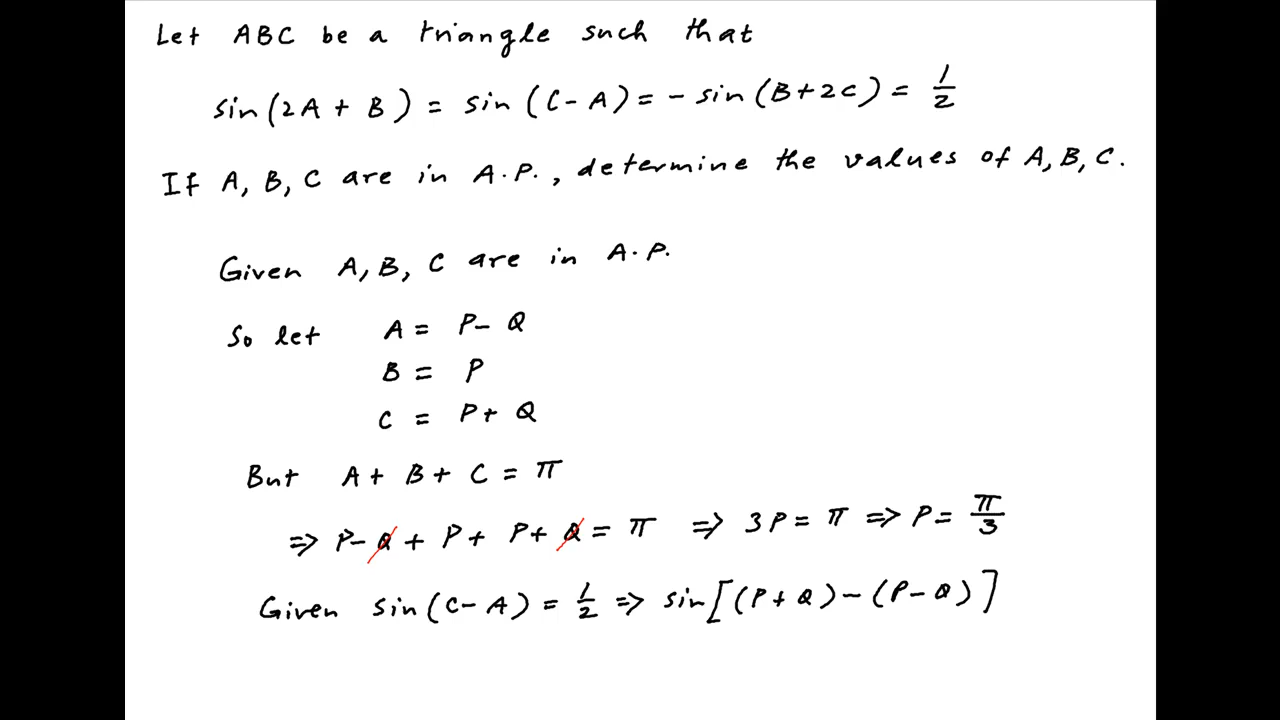 Let ABC be a triangle such that
sin(2A + B) = sin(C - A) = - sin(B+2C) = 1/2
If A, B, C are in A.P., determine the values of A, B, C.
Given A, B, C are in A.P.
So let A = P - Q
B = P
C = P + Q
But A + B + C = π
=> P - Q + P + P + Q = π => 3P = π => P = π/3
Given sin(C - A) = 1/2 => sin[(P+Q) - (P-Q)]